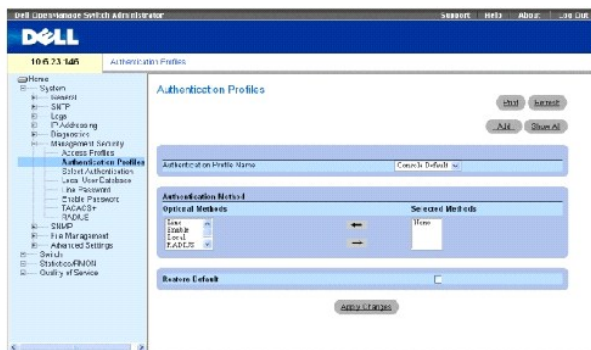 Dell OpenManage Switch Administrator
Support Help About Log Out
DELL
10.6.23.146
Authentication Profiles
Home
System
General
SNTP
Logs
IP Addressing
Diagnostics
Management Security
Access Profiles
Authentication Profiles
Select Authentication
Local User Database
Line Password
Enable Password
TACACS+
RADIUS
SNMP
File Management
Advanced Settings
Switch
Statistics/RMON
Quality of Service
Authentication Profiles
Print Refresh
Add Show All
Authentication Profile Name
Console Default
Authentication Method
Optional Methods
Selected Methods
Line
Enable
Local
RADIUS
None
Restore Default
Apply Changes